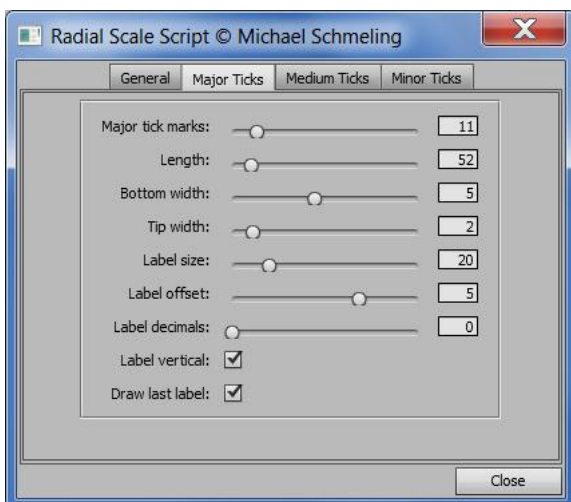 Radial Scale Script © Michael Schmeling
General Major Ticks Medium Ticks Minor Ticks
Major tick marks: 11
Length: 52
Bottom width: 5
Tip width: 2
Label size: 20
Label offset: 5
Label decimals: 0
Label vertical:
Draw last label:
Close